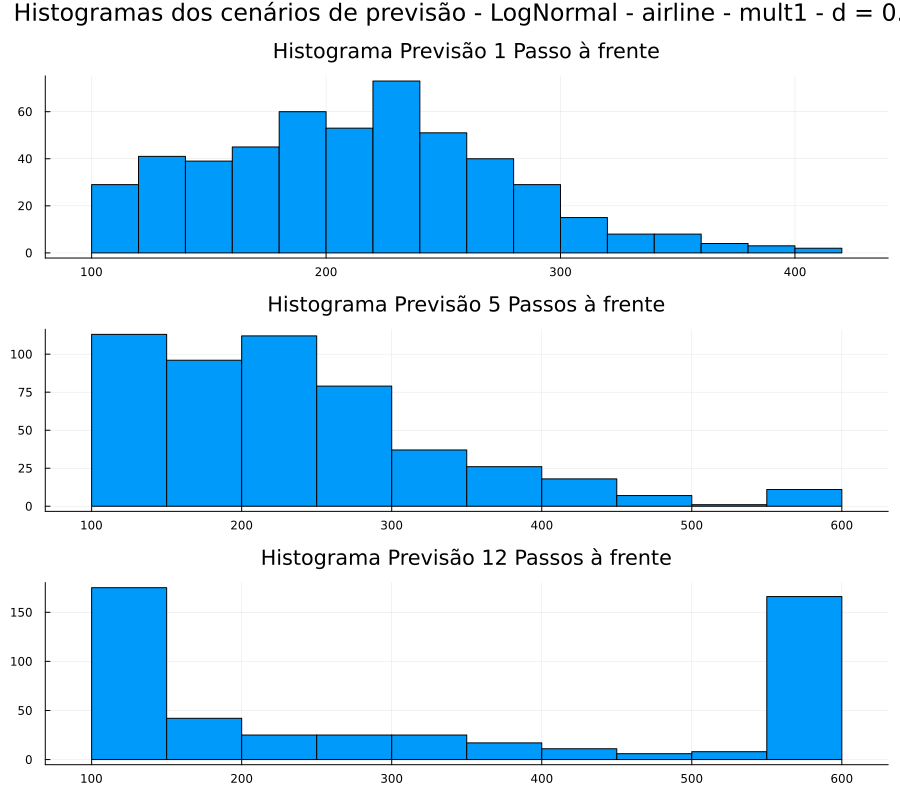 Histogramas dos cenários de previsão - LogNormal - airline - mult1 - d = 0.
Histograma Previsão 1 Passo à frente
60
40
20
0
100 200 300 400
Histograma Previsão 5 Passos à frente
100
75
50
25
0
100 200 300 400 500 600
Histograma Previsão 12 Passos à frente
150
100
50
0
100 200 300 400 500 600